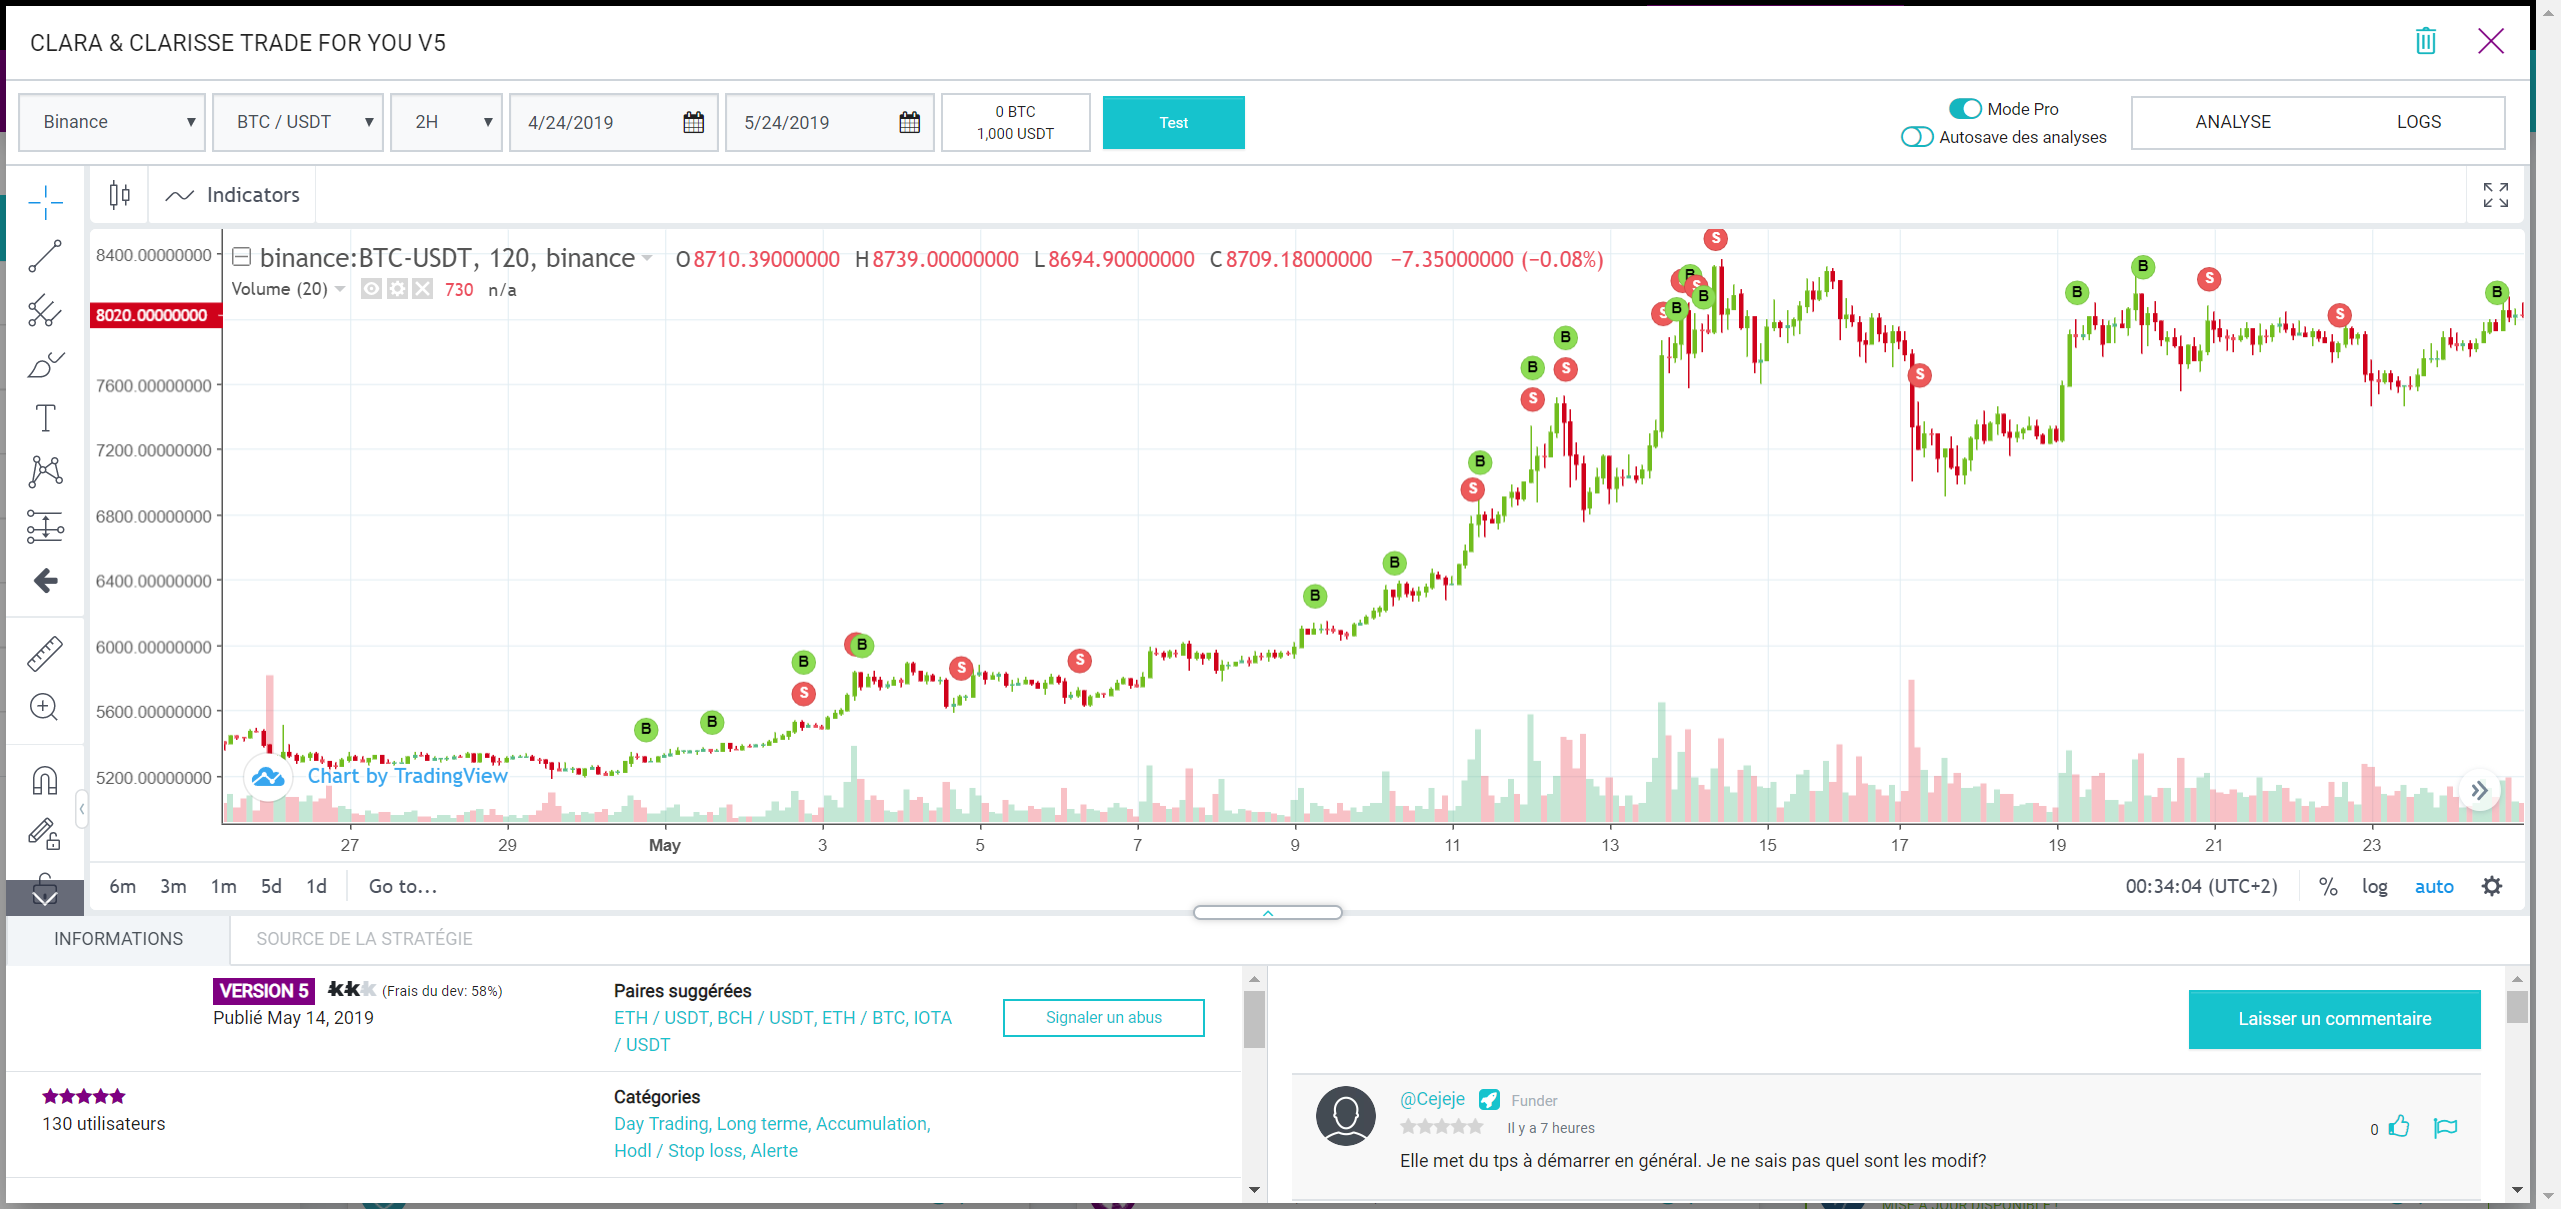 CLARA & CLARISSE TRADE FOR YOU V5
Binance
BTC / USDT
2H
4/24/2019
5/24/2019
0 BTC
1,000 USDT
Test
Mode Pro
Autosave des analyses
ANALYSE
LOGS
Indicators
binance:BTC-USDT, 120, binance
O8710.39000000 H8739.00000000 L8694.90000000 C8709.18000000 −7.35000000 (−0.08%)
Volume (20)
730 n/a
8400.00000000
8020.00000000
7600.00000000
7200.00000000
6800.00000000
6400.00000000
6000.00000000
5600.00000000
5200.00000000
B
B
B
S
B
S
S
B
B
B
S
B
S
B
S
S
B
B
S
B
S
S
B
B
S
S
B
Chart by TradingView
27 29 May 3 5 7 9 11 13 15 17 19 21 23
6m 3m 1m 5d 1d Go to...
00:34:04 (UTC+2) % log auto
INFORMATIONS
SOURCE DE LA STRATÉGIE
VERSION 5 (Frais du dev: 58%)
Publié May 14, 2019
Paires suggérées
ETH / USDT, BCH / USDT, ETH / BTC, IOTA
/ USDT
Signaler un abus
130 utilisateurs
Catégories
Day Trading, Long terme, Accumulation,
Hodl / Stop loss, Alerte
Laisser un commentaire
@Cejeje Funder
Il y a 7 heures
0
Elle met du tps à démarrer en général. Je ne sais pas quel sont les modif?
MISE A JOUR DISPONIBLE !